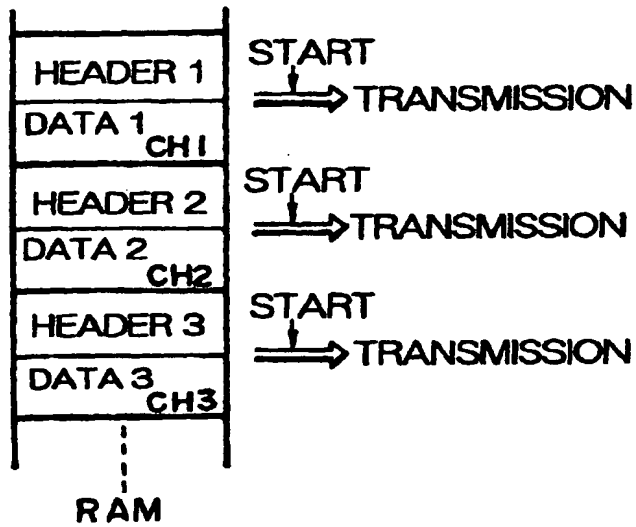 HEADER 1
START
TRANSMISSION
DATA 1
CH1
START
HEADER 2
TRANSMISSION
DATA 2
CH2
START
HEADER 3
TRANSMISSION
DATA 3
CH3
RAM